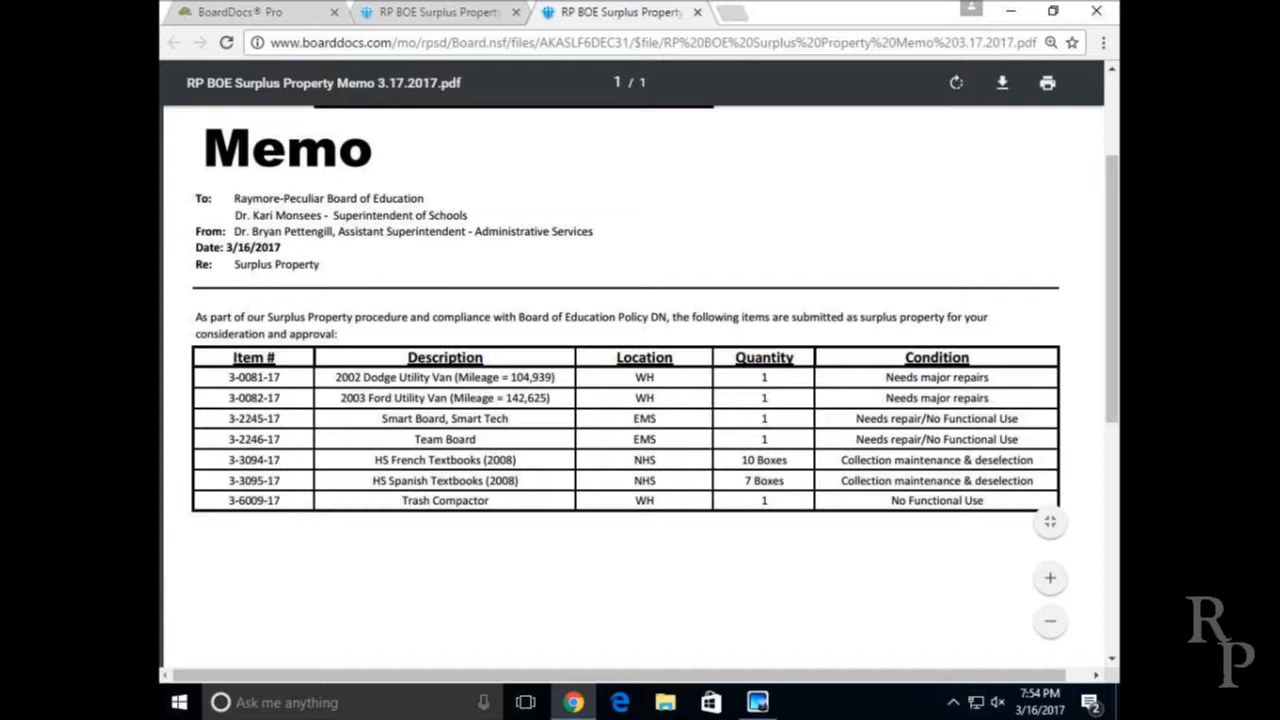 BoardDocs® Pro
RP BOE Surplus Property
RP BOE Surplus Property
www.boarddocs.com/mo/rpsd/Board.nsf/files/AKASLF6DEC31/$file/RP%20BOE%20Surplus%20Property%20Memo%203.17.2017.pdf
RP BOE Surplus Property Memo 3.17.2017.pdf 1 / 1
Memo
To: Raymore-Peculiar Board of Education
Dr. Kari Monsees - Superintendent of Schools
From: Dr. Bryan Pettengill, Assistant Superintendent - Administrative Services
Date: 3/16/2017
Re: Surplus Property
As part of our Surplus Property procedure and compliance with Board of Education Policy DN, the following items are submitted as surplus property for your
consideration and approval:
Item # Description Location Quantity Condition
3-0081-17 2002 Dodge Utility Van (Mileage = 104,939) WH 1 Needs major repairs
3-0082-17 2003 Ford Utility Van (Mileage = 142,625) WH 1 Needs major repairs
3-2245-17 Smart Board, Smart Tech EMS 1 Needs repair/No Functional Use
3-2246-17 Team Board EMS 1 Needs repair/No Functional Use
3-3094-17 HS French Textbooks (2008) NHS 10 Boxes Collection maintenance & deselection
3-3095-17 HS Spanish Textbooks (2008) NHS 7 Boxes Collection maintenance & deselection
3-6009-17 Trash Compactor WH 1 No Functional Use
Ask me anything
7:54 PM
3/16/2017
2
R
P